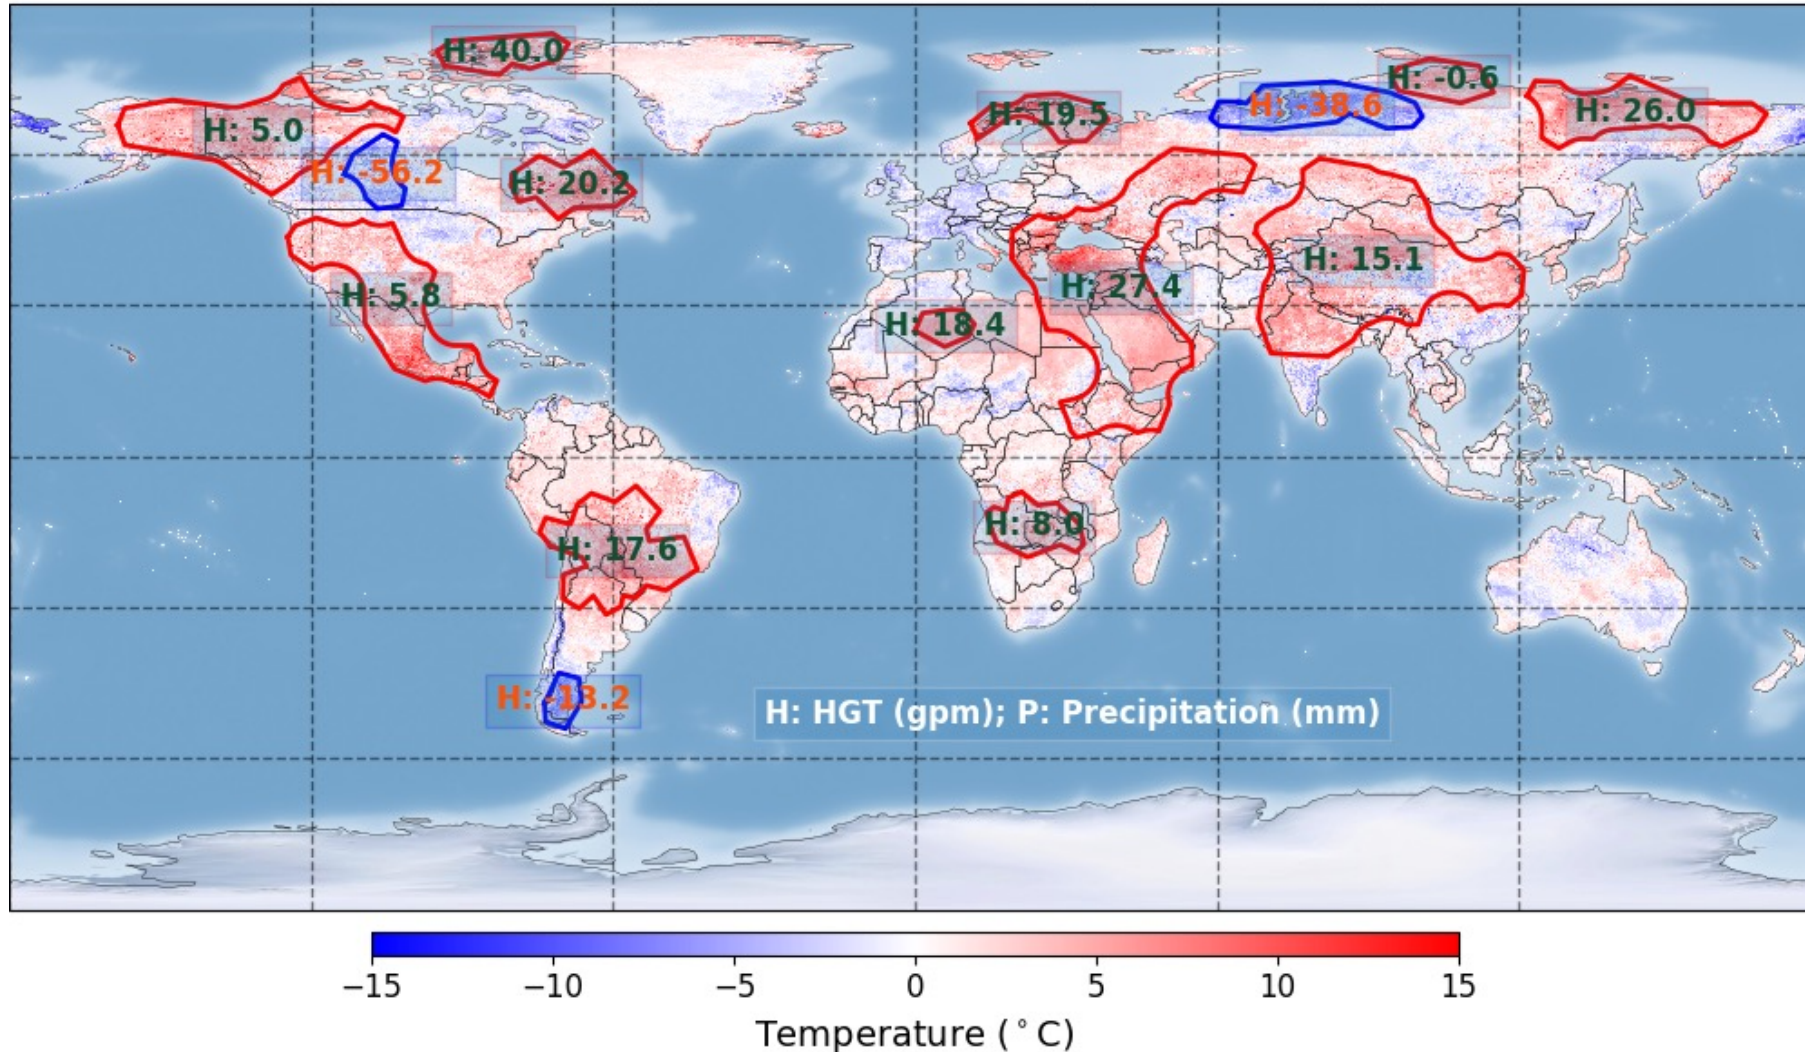 H: 40.0
H: -0.6
H: 5.0
H: 19.5
H: -38.6
H: 26.0
H: -56.2
H: 20.2
H: 5.8
H: 27.4
H: 15.1
H: 18.4
H: 8.0
H: 17.6
H: -13.2
H: HGT (gpm); P: Precipitation (mm)
−15 −10 −5 0 5 10 15
Temperature (°C)